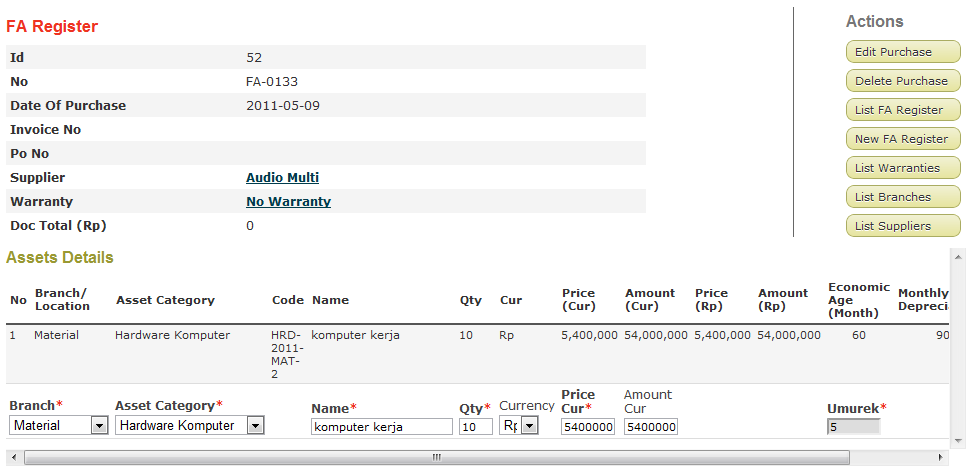 FA Register
Id 52
No FA-0133
Date Of Purchase 2011-05-09
Invoice No
Po No
Supplier Audio Multi
Warranty No Warranty
Doc Total (Rp) 0
Actions
Edit Purchase
Delete Purchase
List FA Register
New FA Register
List Warranties
List Branches
List Suppliers
Assets Details
No Branch/ Location Asset Category Code Name Qty Cur Price (Cur) Amount (Cur) Price (Rp) Amount (Rp) Economic Age (Month) Monthly Depreci
1 Material Hardware Komputer HRD-2011-MAT-2 komputer kerja 10 Rp 5,400,000 54,000,000 5,400,000 54,000,000 60 90
Branch* Asset Category* Name* Qty* Currency Price Cur* Amount Cur Umurek*
Material Hardware Komputer komputer kerja 10 Rp 5400000 5400000 5